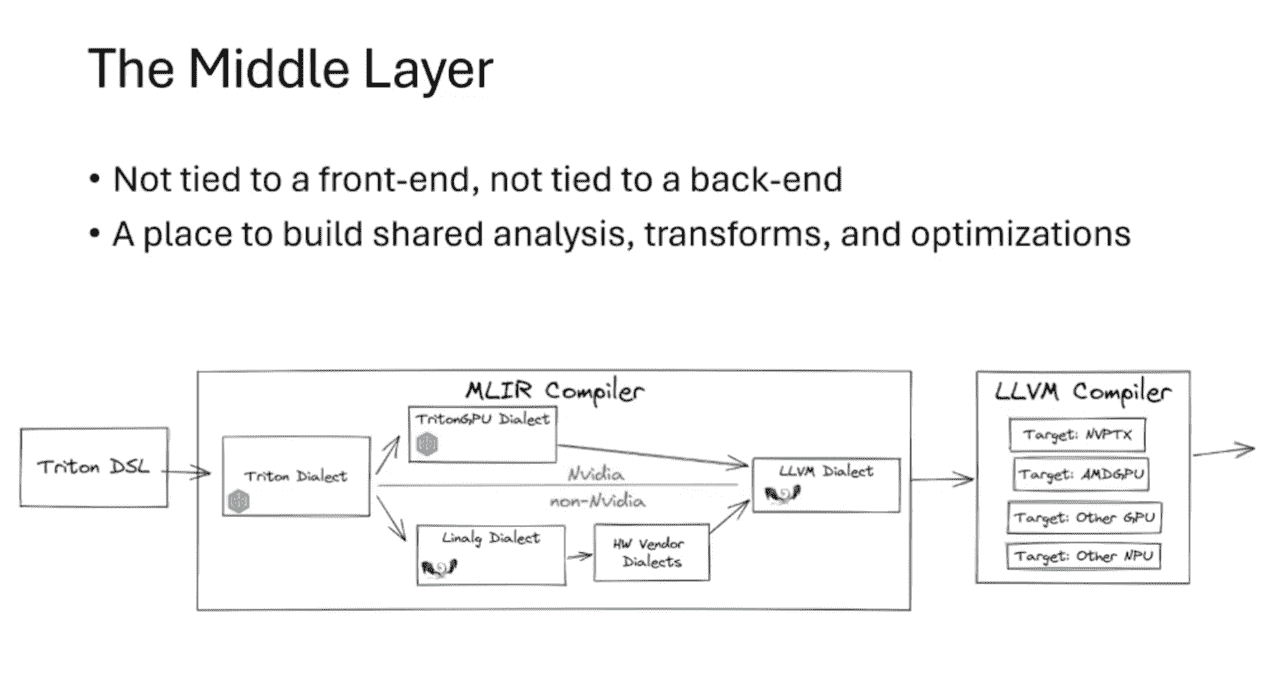 The Middle Layer
• Not tied to a front-end, not tied to a back-end
• A place to build shared analysis, transforms, and optimizations
Triton DSL
MLIR Compiler
Triton Dialect
TritonGPU Dialect
Nvidia
non-Nvidia
Linalg Dialect
HW Vendor
Dialects
LLVM Dialect
LLVM Compiler
Target: NVPTX
Target: AMDGPU
Target: Other GPU
Target: Other NPU